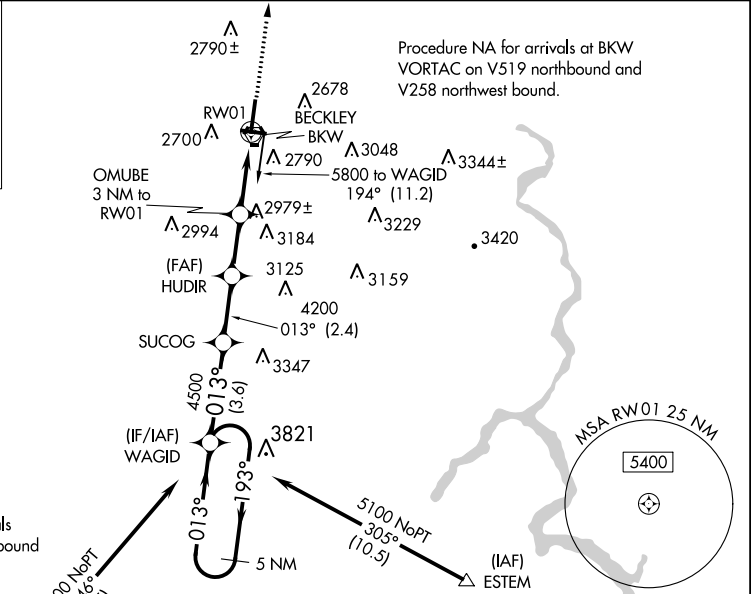 2790±
Procedure NA for arrivals at BKW
VORTAC on V519 northbound and
V258 northwest bound.
2678
RW01
BECKLEY
BKW
2700
2790
3048
3344±
5800 to WAGID
194° (11.2)
OMUBE
3 NM to
RW01
2979±
2994
3184
3229
3420
(FAF)
HUDIR
3125
3159
4200
013° (2.4)
SUCOG
3347
4500
013°
(3.6)
(IF/IAF)
WAGID
3821
MSA RW01 25 NM
5400
013°
193°
5 NM
5100 NoPT
305°
(10.5)
(IAF)
ESTEM
NoPT